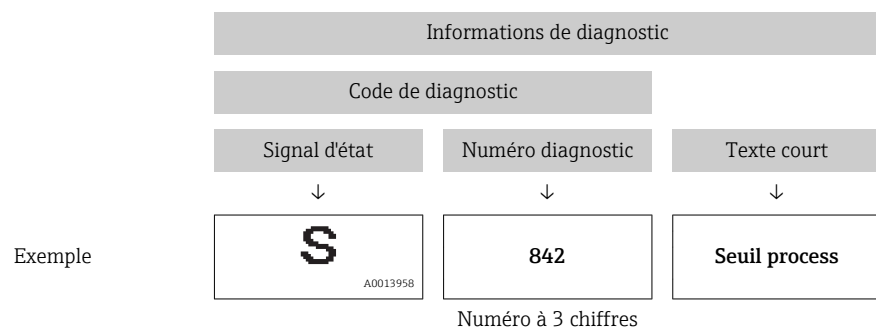 Informations de diagnostic
Code de diagnostic
Signal d'état Numéro diagnostic Texte court
↓ ↓ ↓
Exemple S 842 Seuil process
A0013958
Numéro à 3 chiffres